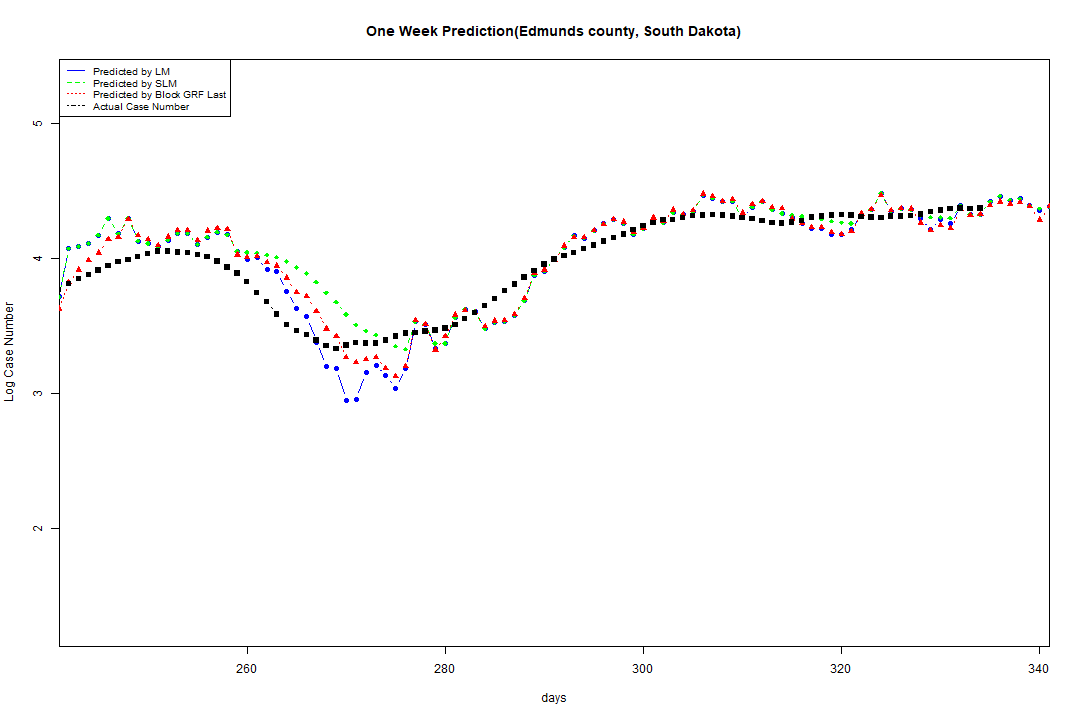 One Week Prediction(Edmunds county, South Dakota)
Predicted by LM
Predicted by SLM
Predicted by Block GRF Last
Actual Case Number
5
4
3
2
Log Case Number
260 280 300 320 340
days